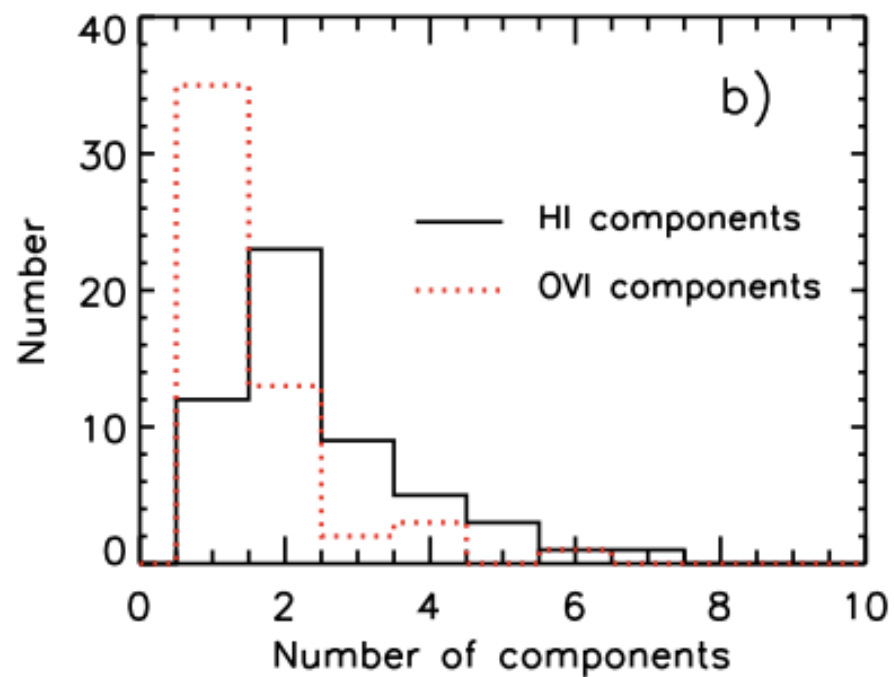 40
b)
30
HI components
Number
20
OVI components
10
0
0 2 4 6 8 10
Number of components